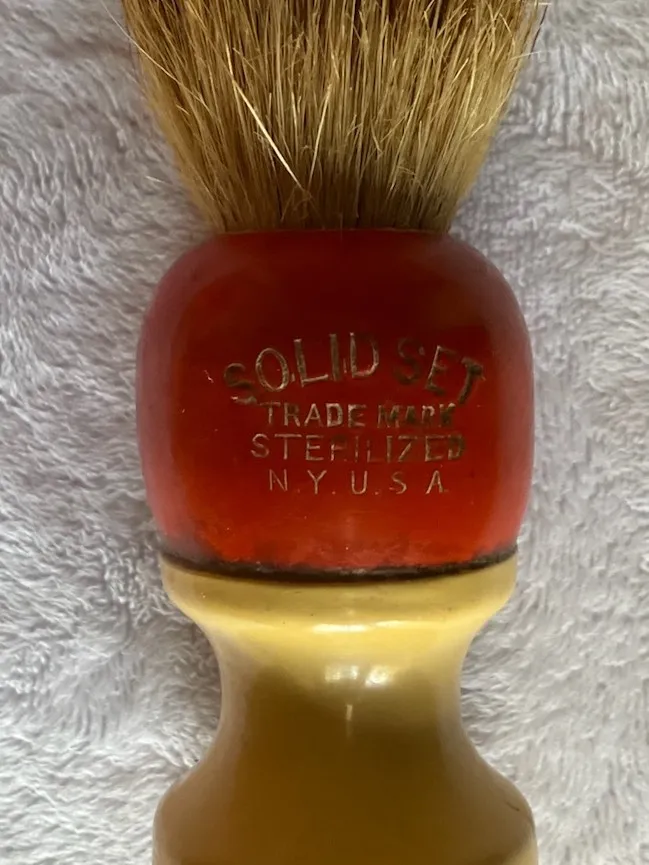 SOLID SET
TRADE MARK
STERILIZED
N.Y. U.S.A